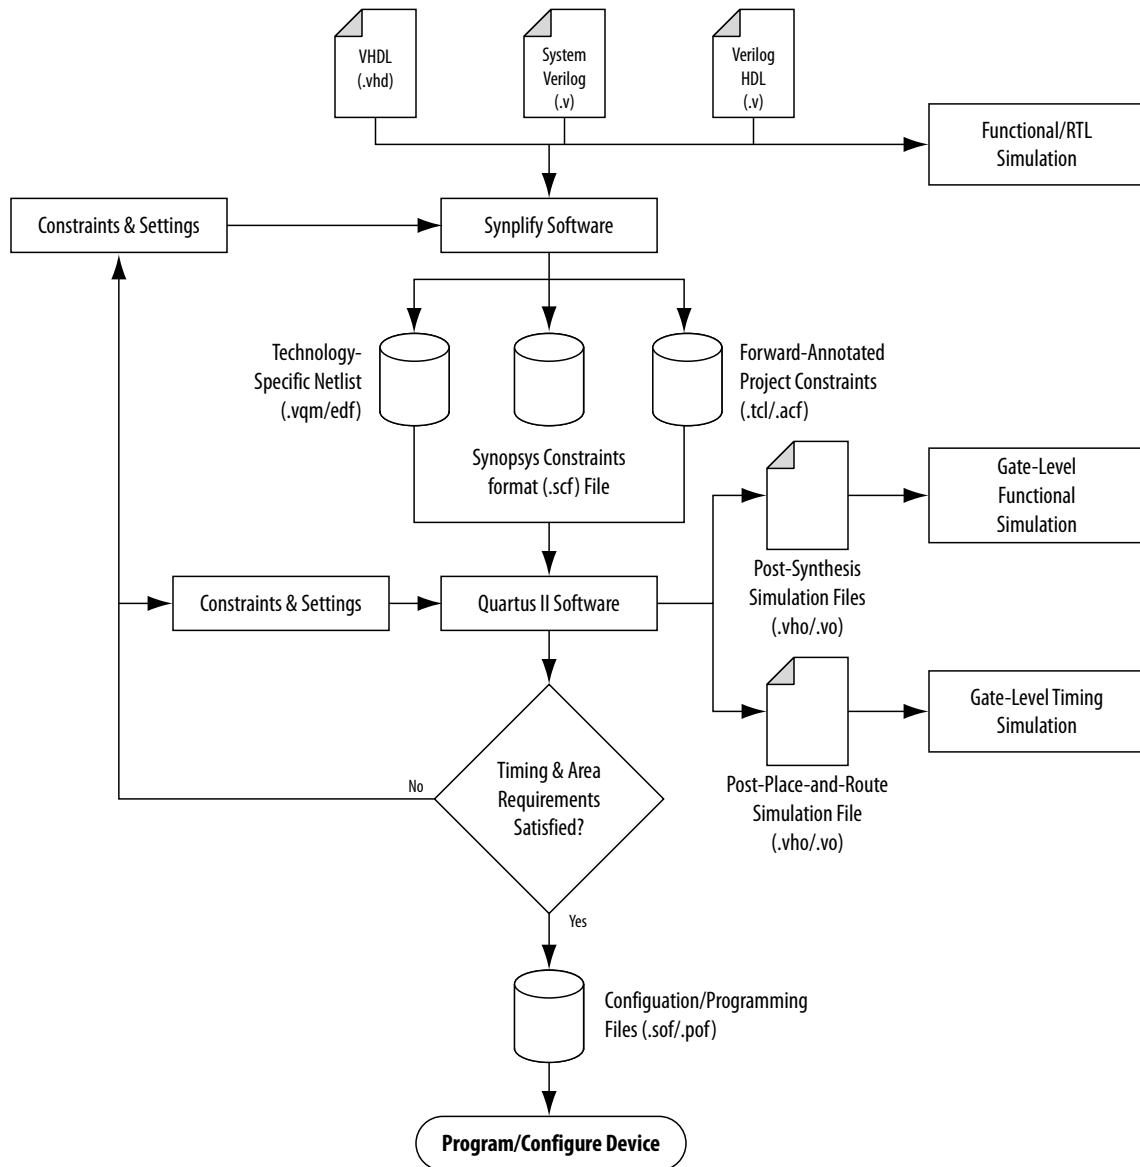 VHDL
(.vhd)
System
Verilog
(.v)
Verilog
HDL
(.v)
Functional/RTL
Simulation
Constraints & Settings
Synplify Software
Technology-
Specific Netlist
(.vqm/edf)
Forward-Annotated
Project Constraints
(.tcl/.acf)
Synopsys Constraints
format (.scf) File
Gate-Level
Functional
Simulation
Post-Synthesis
Simulation Files
(.vho/.vo)
Constraints & Settings
Quartus II Software
Gate-Level Timing
Simulation
Post-Place-and-Route
Simulation File
(.vho/.vo)
No
Timing & Area
Requirements
Satisfied?
Yes
Configuation/Programming
Files (.sof/.pof)
Program/Configure Device